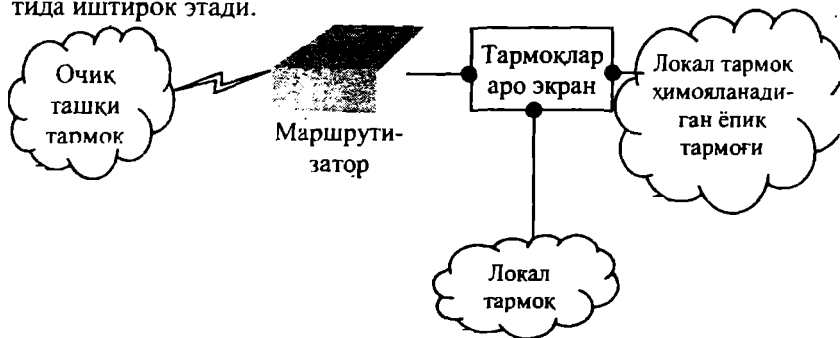 тида иштирок этади.
Очиқ
ташқи
тармоқ
Маршрути-
затор
Тармоқлар
аро экран
Локал тармоқ
ҳимояланади-
ган ёпиқ
тармоғи
Локал
тармоқ